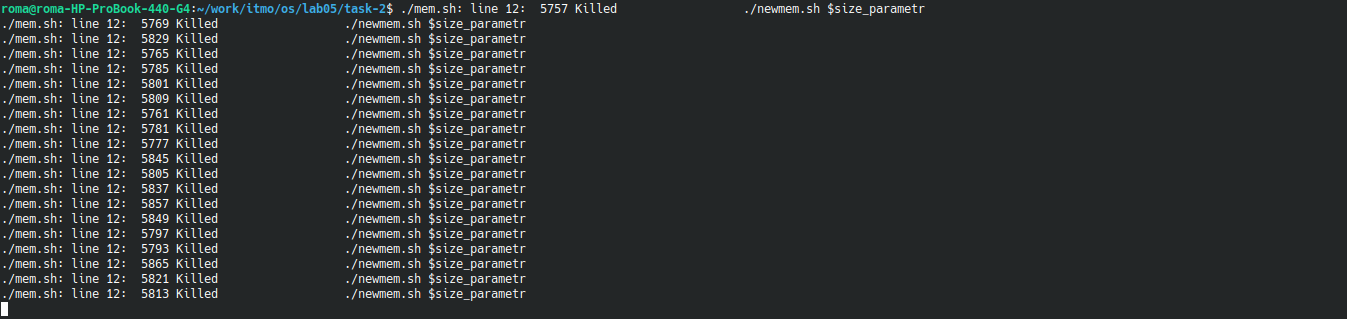 roma@roma-HP-ProBook-440-G4:~/work/itmo/os/lab05/task-2$ ./mem.sh: line 12:  5757 Killed                  ./newmem.sh $size_parametr
./mem.sh: line 12:  5769 Killed                  ./newmem.sh $size_parametr
./mem.sh: line 12:  5829 Killed                  ./newmem.sh $size_parametr
./mem.sh: line 12:  5765 Killed                  ./newmem.sh $size_parametr
./mem.sh: line 12:  5785 Killed                  ./newmem.sh $size_parametr
./mem.sh: line 12:  5801 Killed                  ./newmem.sh $size_parametr
./mem.sh: line 12:  5809 Killed                  ./newmem.sh $size_parametr
./mem.sh: line 12:  5761 Killed                  ./newmem.sh $size_parametr
./mem.sh: line 12:  5781 Killed                  ./newmem.sh $size_parametr
./mem.sh: line 12:  5777 Killed                  ./newmem.sh $size_parametr
./mem.sh: line 12:  5845 Killed                  ./newmem.sh $size_parametr
./mem.sh: line 12:  5805 Killed                  ./newmem.sh $size_parametr
./mem.sh: line 12:  5837 Killed                  ./newmem.sh $size_parametr
./mem.sh: line 12:  5857 Killed                  ./newmem.sh $size_parametr
./mem.sh: line 12:  5849 Killed                  ./newmem.sh $size_parametr
./mem.sh: line 12:  5797 Killed                  ./newmem.sh $size_parametr
./mem.sh: line 12:  5793 Killed                  ./newmem.sh $size_parametr
./mem.sh: line 12:  5865 Killed                  ./newmem.sh $size_parametr
./mem.sh: line 12:  5821 Killed                  ./newmem.sh $size_parametr
./mem.sh: line 12:  5813 Killed                  ./newmem.sh $size_parametr